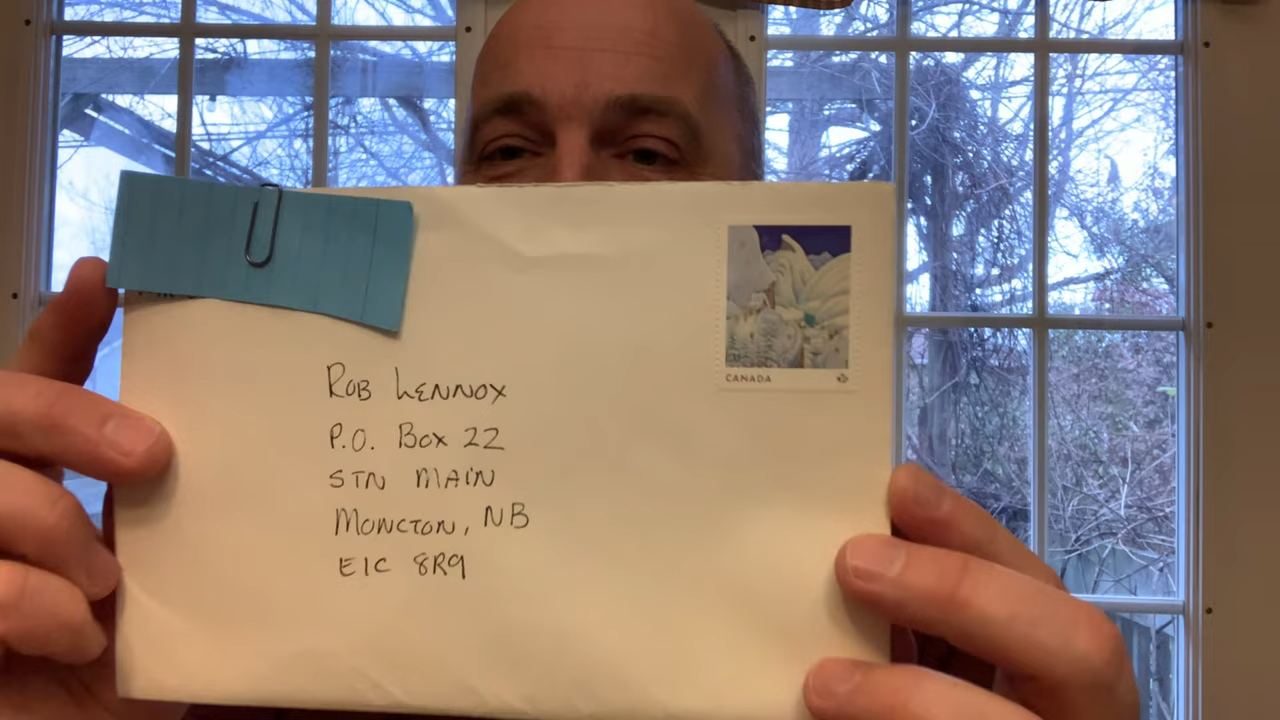 ROB LENNOX
P.O. BOX 22
STN MAIN
MONCTON, NB
E1C 8R9
CANADA P